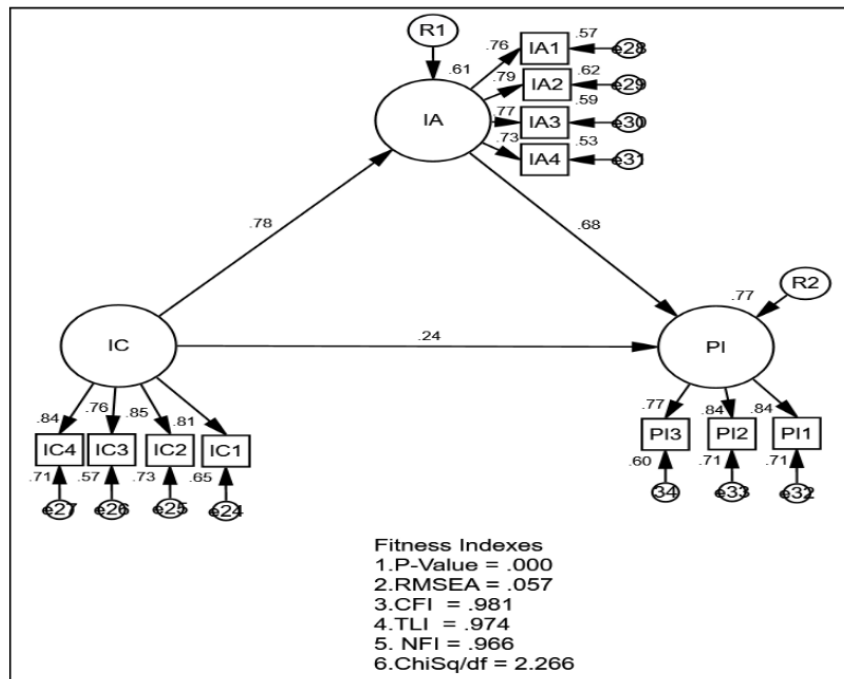 R1
.61
IA
.76
IA1
.57
e28
.79
IA2
.62
e29
.77
IA3
.59
e30
.73
IA4
.53
e31
.78
.68
R2
.77
IC
.24
PI
.84
.76
.85
.81
IC4
IC3
IC2
IC1
.71
.57
.73
.65
e27
e26
e25
e24
.77
.84
.84
PI3
PI2
PI1
.60
.71
.71
34
e33
e32
Fitness Indexes
1.P-Value = .000
2.RMSEA = .057
3.CFI = .981
4.TLI = .974
5. NFI = .966
6.ChiSq/df = 2.266